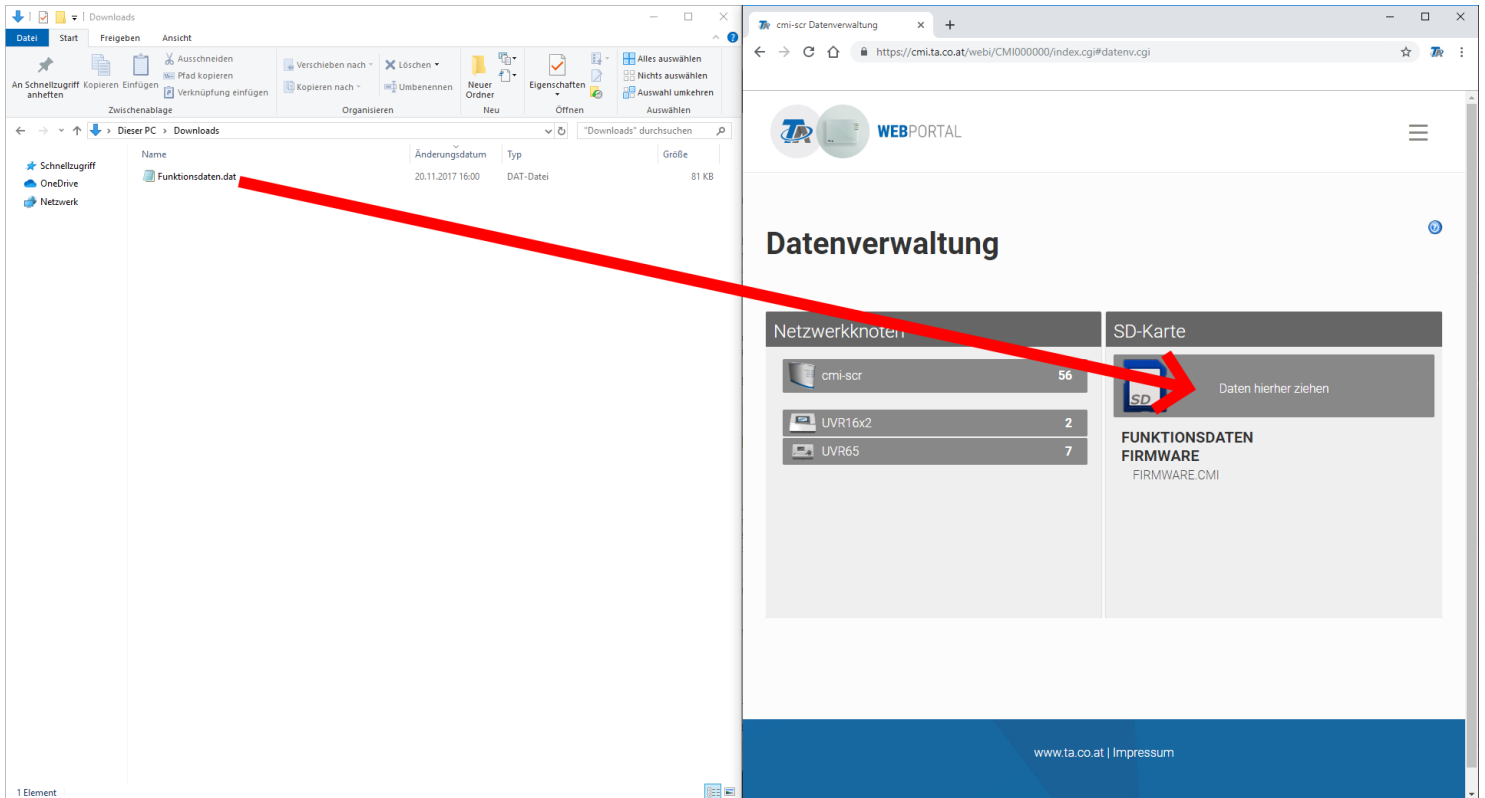 Downloads
Datei Start Freigeben Ansicht
An Schnellzugriff anheften
Kopieren
Einfügen
Ausschneiden
Pfad kopieren
Verknüpfung einfügen
Zwischenablage
Verschieben nach
Kopieren nach
Löschen
Umbenennen
Organisieren
Neuer Ordner
Neu
Eigenschaften
Öffnen
Alles auswählen
Nichts auswählen
Auswahl umkehren
Auswählen
Dieser PC > Downloads
"Downloads" durchsuchen
Schnellzugriff
OneDrive
Netzwerk
Name Änderungsdatum Typ Größe
Funktionsdaten.dat 20.11.2017 16:00 DAT-Datei 81 KB
1 Element
cmi-scr Datenverwaltung
https://cmi.ta.co.at/webi/CMI000000/index.cgi#datenv.cgi
TA WEBPORTAL
Datenverwaltung
Netzwerkknoten
cmi-scr 56
UVR16x2 2
UVR65 7
SD-Karte
SD
Daten hierher ziehen
FUNKTIONSDATEN
FIRMWARE
FIRMWARE.CMI
www.ta.co.at | Impressum